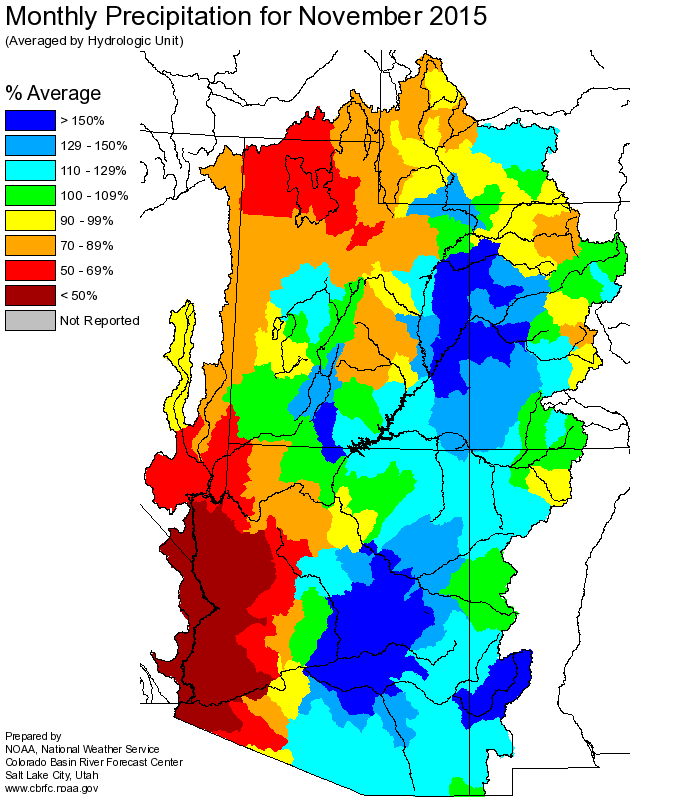 Monthly Precipitation for November 2015
(Averaged by Hydrologic Unit)
% Average
> 150%
129 - 150%
110 - 129%
100 - 109%
90 - 99%
70 - 89%
50 - 69%
< 50%
Not Reported
Prepared by
NOAA, National Weather Service
Colorado Basin River Forecast Center
Salt Lake City, Utah
www.cbrfc.noaa.gov